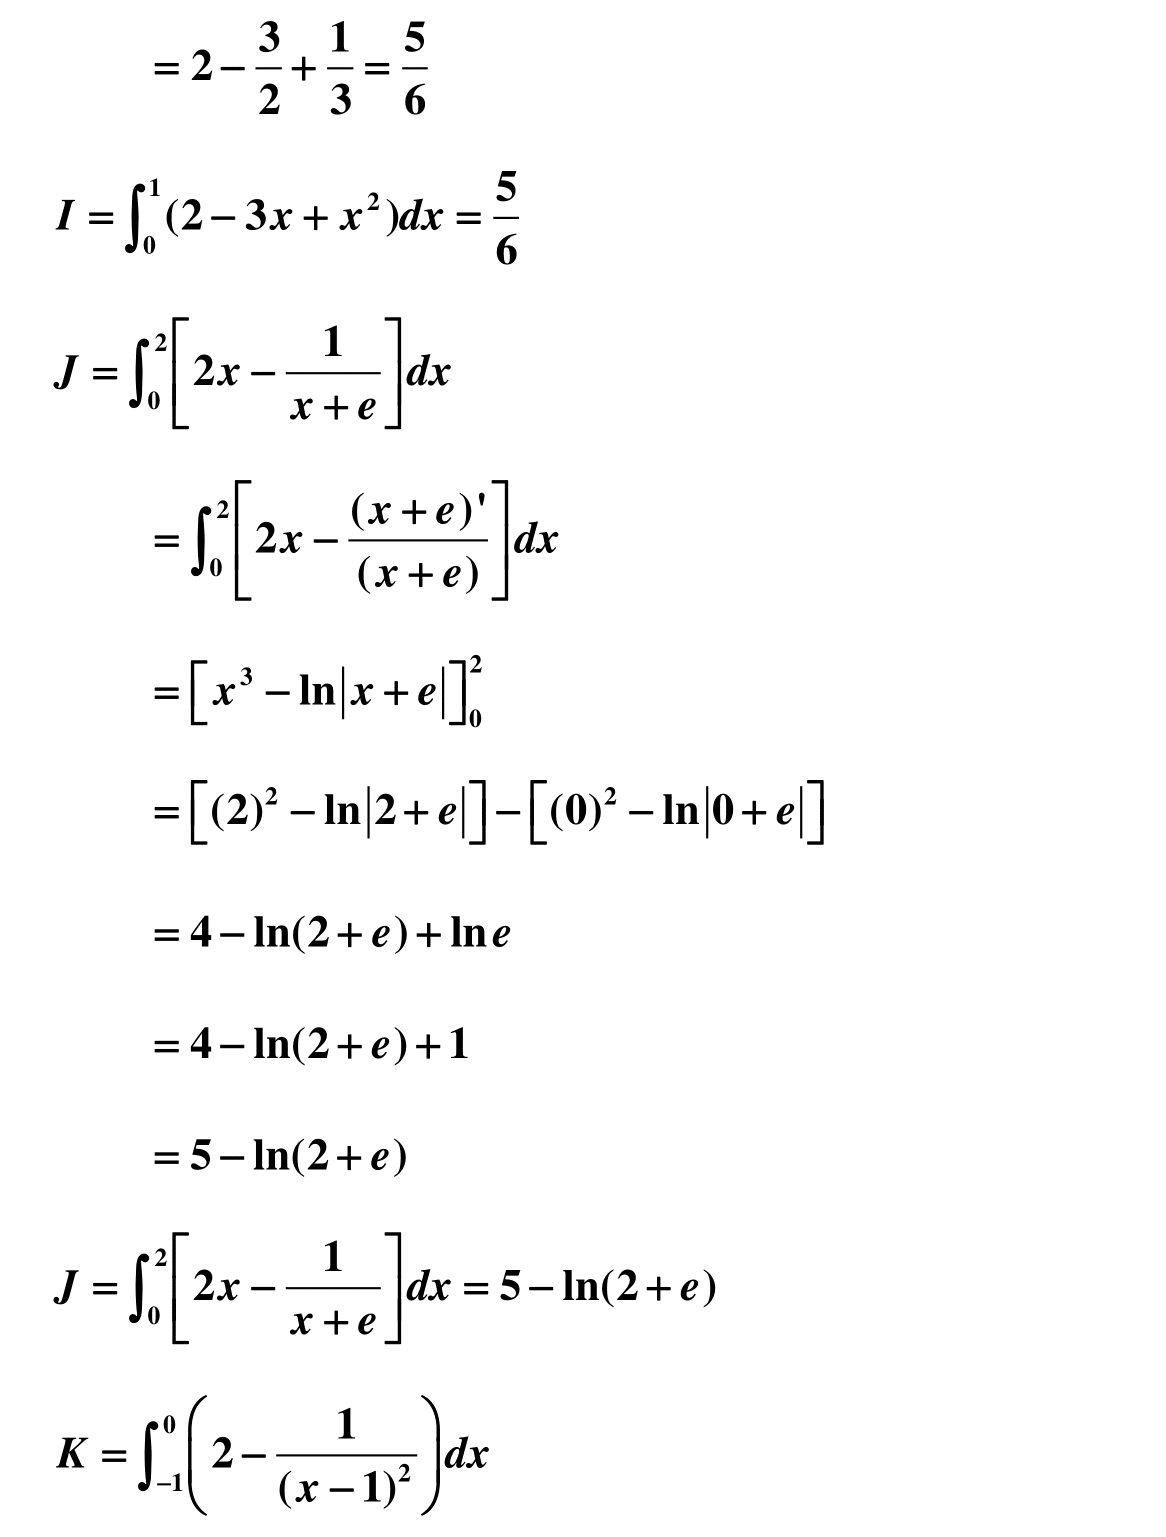 = 2 − 3/2 + 1/3 = 5/6
I = ∫₀¹ (2 − 3x + x²)dx = 5/6
J = ∫₀² [2x − 1/(x + e)] dx
= ∫₀² [2x − (x + e)'/(x + e)] dx
= [x³ − ln|x + e|]₀²
= [(2)² − ln|2 + e|] − [(0)² − ln|0 + e|]
= 4 − ln(2 + e) + ln e
= 4 − ln(2 + e) + 1
= 5 − ln(2 + e)
J = ∫₀² [2x − 1/(x + e)] dx = 5 − ln(2 + e)
K = ∫₋₁⁰ (2 − 1/(x − 1)²) dx